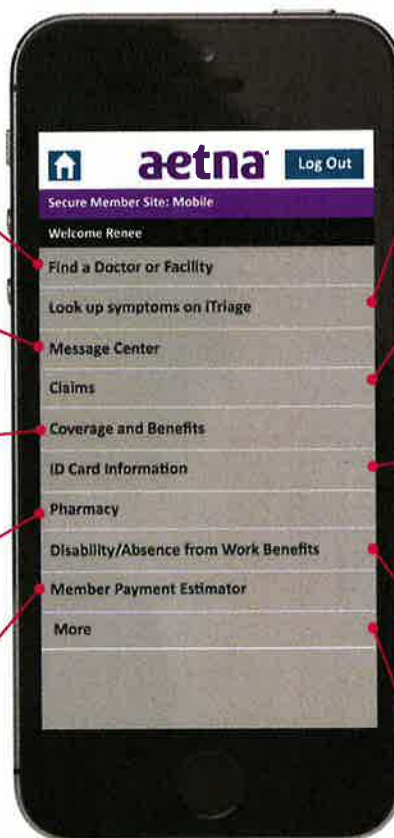 aetna
Log Out
Secure Member Site: Mobile
Welcome Renee
Find a Doctor or Facility
Look up symptoms on iTriage
Message Center
Claims
Coverage and Benefits
ID Card Information
Pharmacy
Disability/Absence from Work Benefits
Member Payment Estimator
More